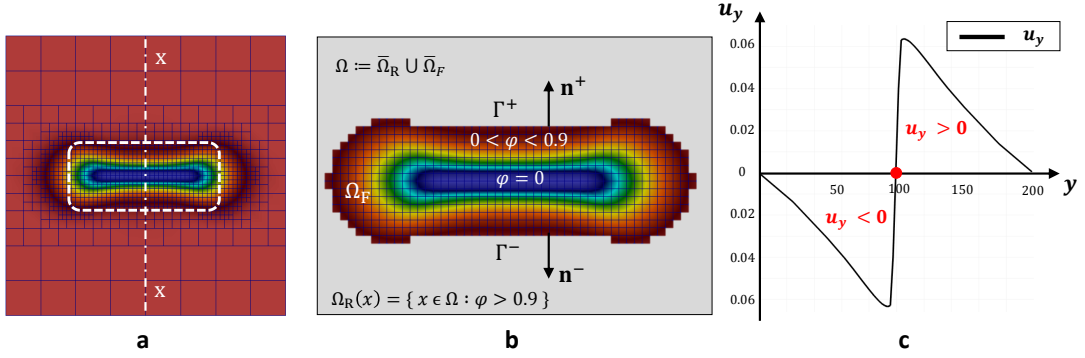 x
x
a
Ω ≔ Ω̅_R ∪ Ω̅_F
n⁺
Γ⁺
0 < φ < 0.9
φ = 0
Ω_F
Γ⁻
n⁻
Ω_R(x) = { x ϵ Ω : φ > 0.9 }
b
u_y
u_y
0.06
0.04
u_y > 0
0.02
0
50
100
150
200
y
u_y < 0
0.02
0.04
0.06
c